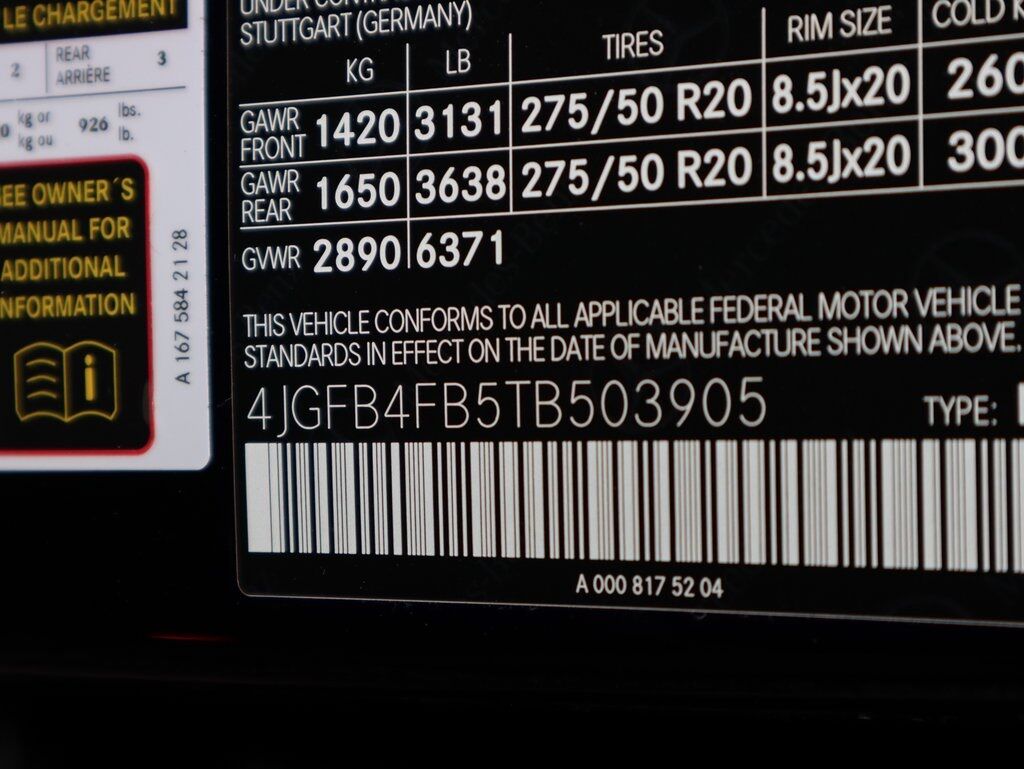 LE CHARGEMENT
2 REAR ARRIÈRE 3
kg or kg ou 926 lbs. lb.
SEE OWNER´S
MANUAL FOR
ADDITIONAL
INFORMATION
A 167 584 21 28
STUTTGART (GERMANY)
KG LB TIRES RIM SIZE COLD
GAWR FRONT 1420 3131 275/50 R20 8.5Jx20 260
GAWR REAR 1650 3638 275/50 R20 8.5Jx20 300
GVWR 2890 6371
THIS VEHICLE CONFORMS TO ALL APPLICABLE FEDERAL MOTOR VEHICLE
STANDARDS IN EFFECT ON THE DATE OF MANUFACTURE SHOWN ABOVE.
4JGFB4FB5TB503905 TYPE:
A 000 817 52 04